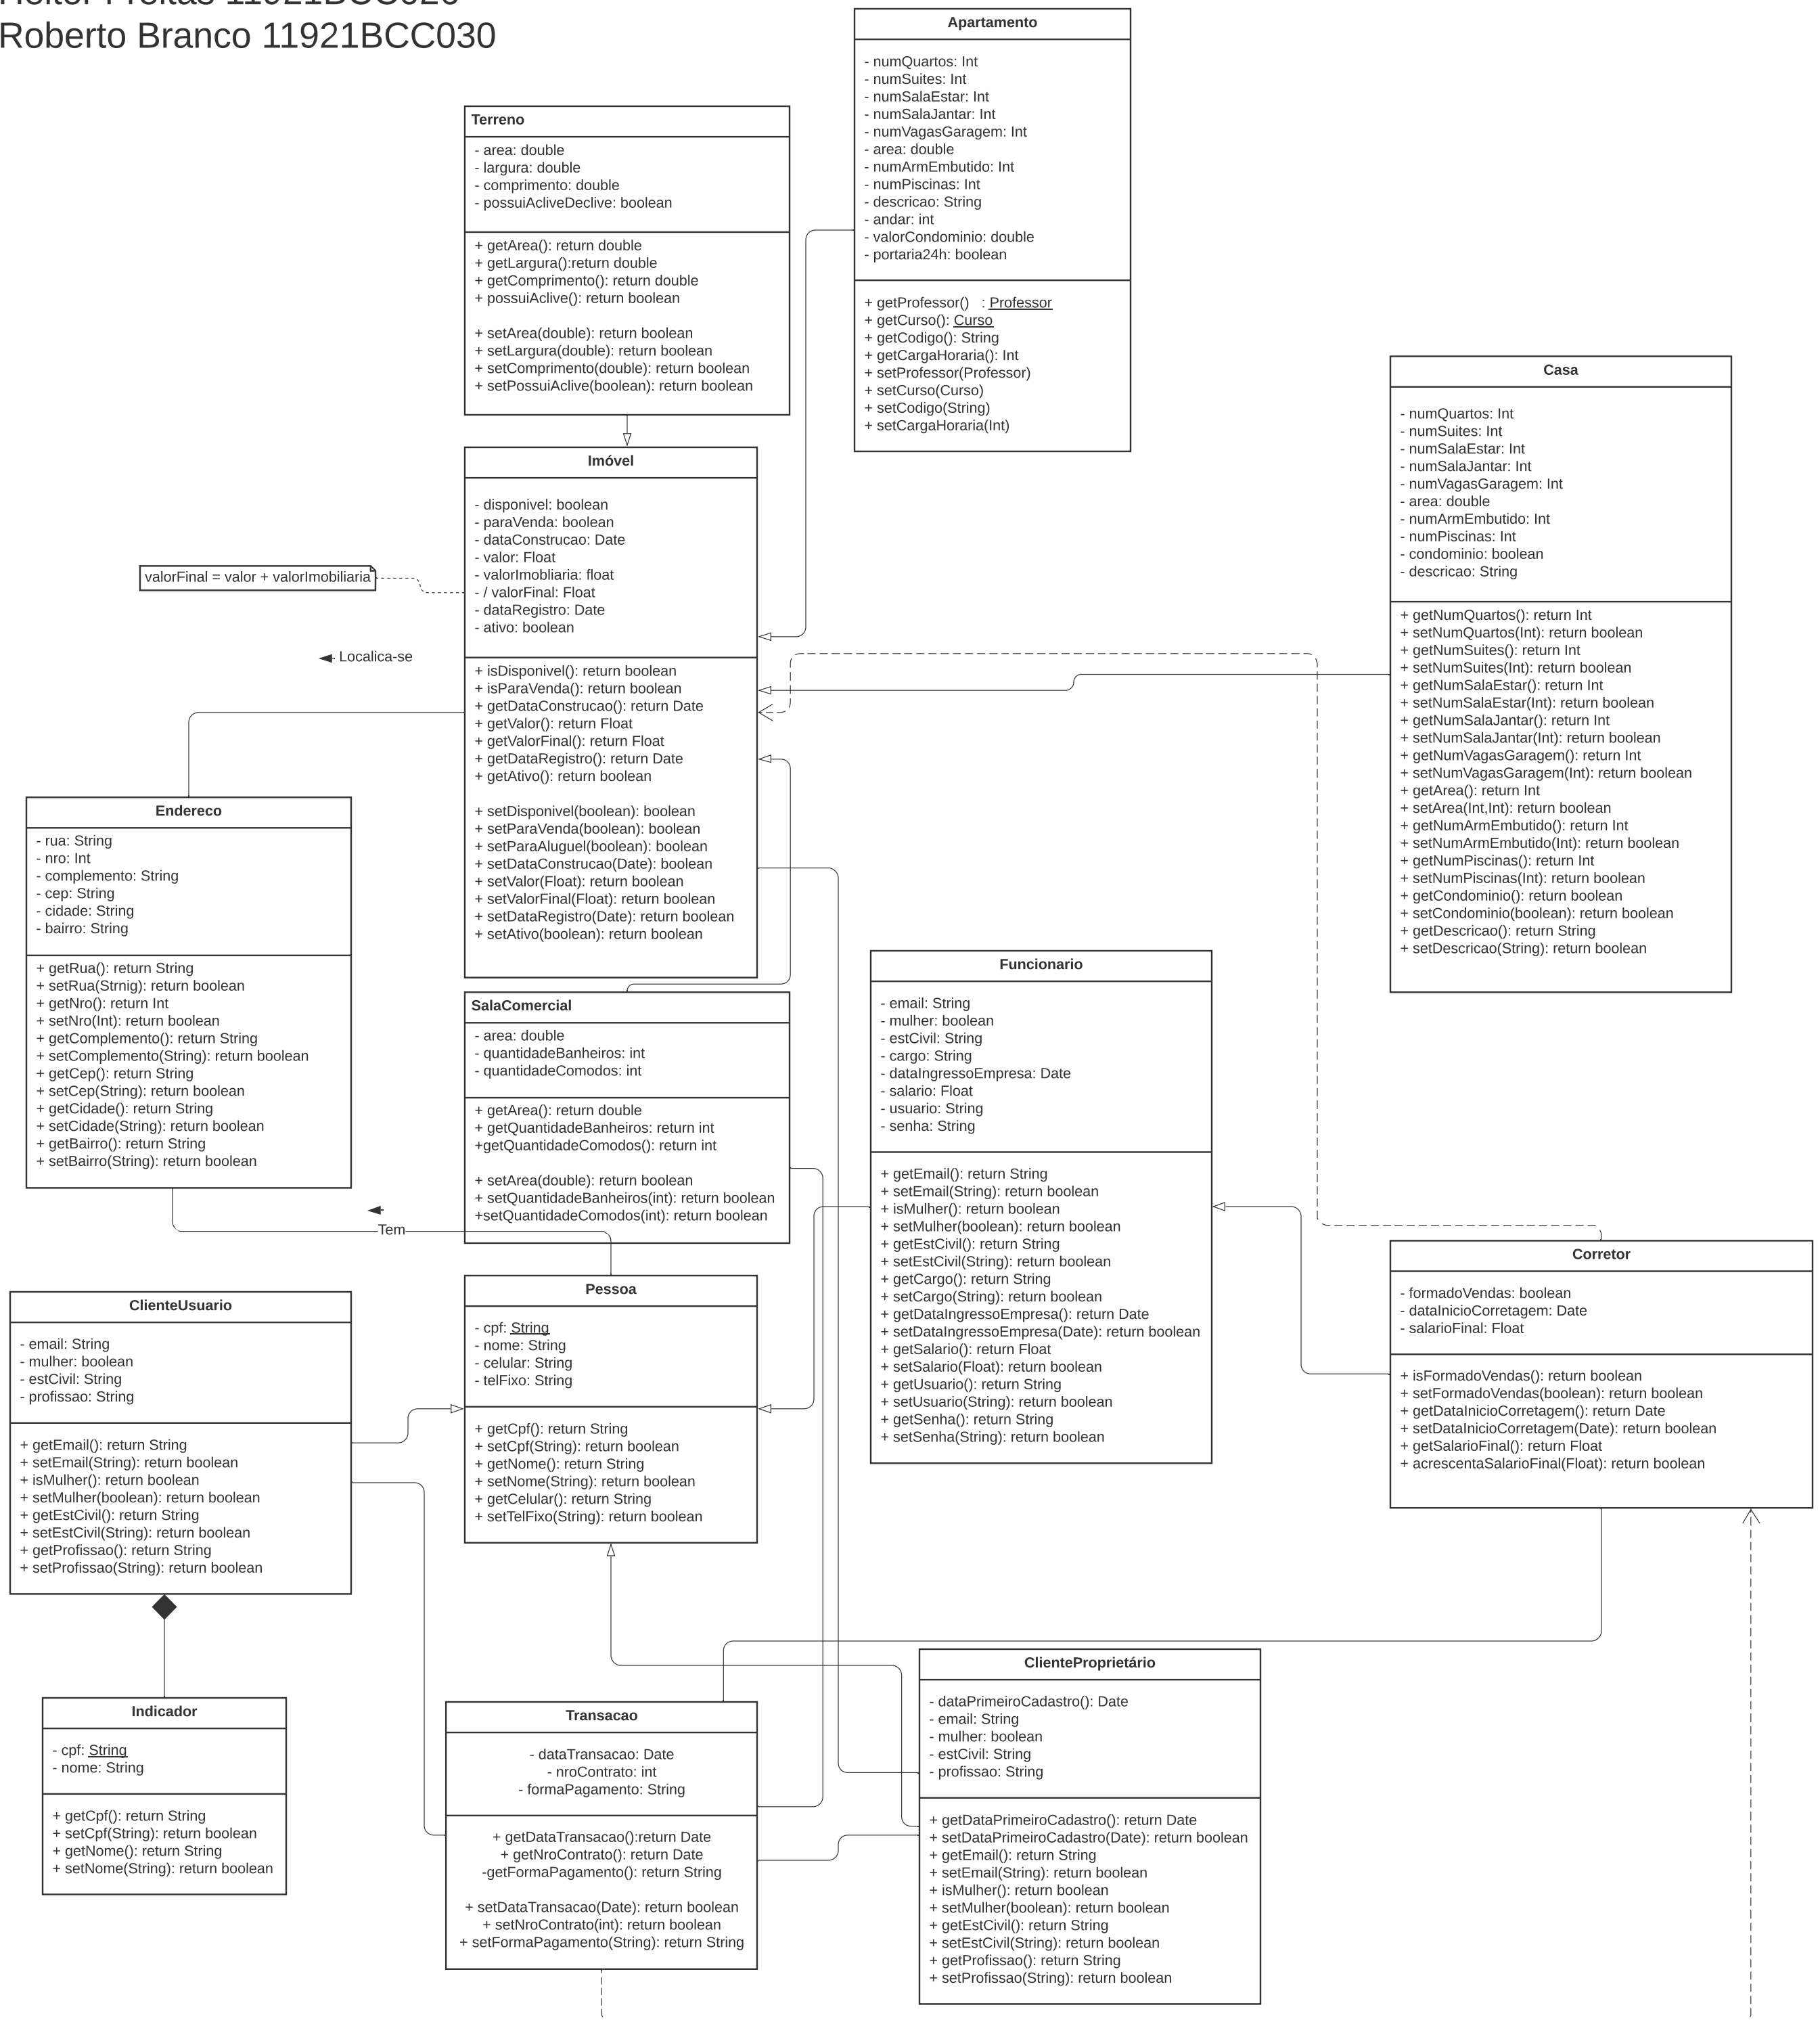 Heitor Freitas 11921BCC026
Roberto Branco 11921BCC030
Apartamento
- numQuartos: Int
- numSuites: Int
- numSalaEstar: Int
- numSalaJantar: Int
- numVagasGaragem: Int
- area: double
- numArmEmbutido: Int
- numPiscinas: Int
- descricao: String
- andar: int
- valorCondominio: double
- portaria24h: boolean
+ getProfessor()   : Professor
+ getCurso(): Curso
+ getCodigo(): String
+ getCargaHoraria(): Int
+ setProfessor(Professor)
+ setCurso(Curso)
+ setCodigo(String)
+ setCargaHoraria(Int)
Terreno
- area: double
- largura: double
- comprimento: double
- possuiAcliveDeclive: boolean
+ getArea(): return double
+ getLargura():return double
+ getComprimento(): return double
+ possuiAclive(): return boolean
+ setArea(double): return boolean
+ setLargura(double): return boolean
+ setComprimento(double): return boolean
+ setPossuiAclive(boolean): return boolean
Casa
- numQuartos: Int
- numSuites: Int
- numSalaEstar: Int
- numSalaJantar: Int
- numVagasGaragem: Int
- area: double
- numArmEmbutido: Int
- numPiscinas: Int
- condominio: boolean
- descricao: String
+ getNumQuartos(): return Int
+ setNumQuartos(Int): return boolean
+ getNumSuites(): return Int
+ setNumSuites(Int): return boolean
+ getNumSalaEstar(): return Int
+ setNumSalaEstar(Int): return boolean
+ getNumSalaJantar(): return Int
+ setNumSalaJantar(Int): return boolean
+ getNumVagasGaragem(): return Int
+ setNumVagasGaragem(Int): return boolean
+ getArea(): return Int
+ setArea(Int,Int): return boolean
+ getNumArmEmbutido(): return Int
+ setNumArmEmbutido(Int): return boolean
+ getNumPiscinas(): return Int
+ setNumPiscinas(Int): return boolean
+ getCondominio(): return boolean
+ setCondominio(boolean): return boolean
+ getDescricao(): return String
+ setDescricao(String): return boolean
Imóvel
- disponivel: boolean
- paraVenda: boolean
- dataConstrucao: Date
- valor: Float
- valorImobliaria: float
- / valorFinal: Float
- dataRegistro: Date
- ativo: boolean
+ isDisponivel(): return boolean
+ isParaVenda(): return boolean
+ getDataConstrucao(): return Date
+ getValor(): return Float
+ getValorFinal(): return Float
+ getDataRegistro(): return Date
+ getAtivo(): return boolean
+ setDisponivel(boolean): boolean
+ setParaVenda(boolean): boolean
+ setParaAluguel(boolean): boolean
+ setDataConstrucao(Date): boolean
+ setValor(Float): return boolean
+ setValorFinal(Float): return boolean
+ setDataRegistro(Date): return boolean
+ setAtivo(boolean): return boolean
valorFinal = valor + valorImobiliaria
Localica-se
Endereco
- rua: String
- nro: Int
- complemento: String
- cep: String
- cidade: String
- bairro: String
+ getRua(): return String
+ setRua(Strnig): return boolean
+ getNro(): return Int
+ setNro(Int): return boolean
+ getComplemento(): return String
+ setComplemento(String): return boolean
+ getCep(): return String
+ setCep(String): return boolean
+ getCidade(): return String
+ setCidade(String): return boolean
+ getBairro(): return String
+ setBairro(String): return boolean
SalaComercial
- area: double
- quantidadeBanheiros: int
- quantidadeComodos: int
+ getArea(): return double
+ getQuantidadeBanheiros: return int
+getQuantidadeComodos(): return int
+ setArea(double): return boolean
+ setQuantidadeBanheiros(int): return boolean
+setQuantidadeComodos(int): return boolean
Funcionario
- email: String
- mulher: boolean
- estCivil: String
- cargo: String
- dataIngressoEmpresa: Date
- salario: Float
- usuario: String
- senha: String
+ getEmail(): return String
+ setEmail(String): return boolean
+ isMulher(): return boolean
+ setMulher(boolean): return boolean
+ getEstCivil(): return String
+ setEstCivil(String): return boolean
+ getCargo(): return String
+ setCargo(String): return boolean
+ getDataIngressoEmpresa(): return Date
+ setDataIngressoEmpresa(Date): return boolean
+ getSalario(): return Float
+ setSalario(Float): return boolean
+ getUsuario(): return String
+ setUsuario(String): return boolean
+ getSenha(): return String
+ setSenha(String): return boolean
Tem
Corretor
- formadoVendas: boolean
- dataInicioCorretagem: Date
- salarioFinal: Float
+ isFormadoVendas(): return boolean
+ setFormadoVendas(boolean): return boolean
+ getDataInicioCorretagem(): return Date
+ setDataInicioCorretagem(Date): return boolean
+ getSalarioFinal(): return Float
+ acrescentaSalarioFinal(Float): return boolean
ClienteUsuario
- email: String
- mulher: boolean
- estCivil: String
- profissao: String
+ getEmail(): return String
+ setEmail(String): return boolean
+ isMulher(): return boolean
+ setMulher(boolean): return boolean
+ getEstCivil(): return String
+ setEstCivil(String): return boolean
+ getProfissao(): return String
+ setProfissao(String): return boolean
Pessoa
- cpf: String
- nome: String
- celular: String
- telFixo: String
+ getCpf(): return String
+ setCpf(String): return boolean
+ getNome(): return String
+ setNome(String): return boolean
+ getCelular(): return String
+ setTelFixo(String): return boolean
Indicador
- cpf: String
- nome: String
+ getCpf(): return String
+ setCpf(String): return boolean
+ getNome(): return String
+ setNome(String): return boolean
Transacao
- dataTransacao: Date
- nroContrato: int
- formaPagamento: String
+ getDataTransacao():return Date
+ getNroContrato(): return Date
-getFormaPagamento(): return String
+ setDataTransacao(Date): return boolean
+ setNroContrato(int): return boolean
+ setFormaPagamento(String): return String
ClienteProprietário
- dataPrimeiroCadastro(): Date
- email: String
- mulher: boolean
- estCivil: String
- profissao: String
+ getDataPrimeiroCadastro(): return Date
+ setDataPrimeiroCadastro(Date): return boolean
+ getEmail(): return String
+ setEmail(String): return boolean
+ isMulher(): return boolean
+ setMulher(boolean): return boolean
+ getEstCivil(): return String
+ setEstCivil(String): return boolean
+ getProfissao(): return String
+ setProfissao(String): return boolean